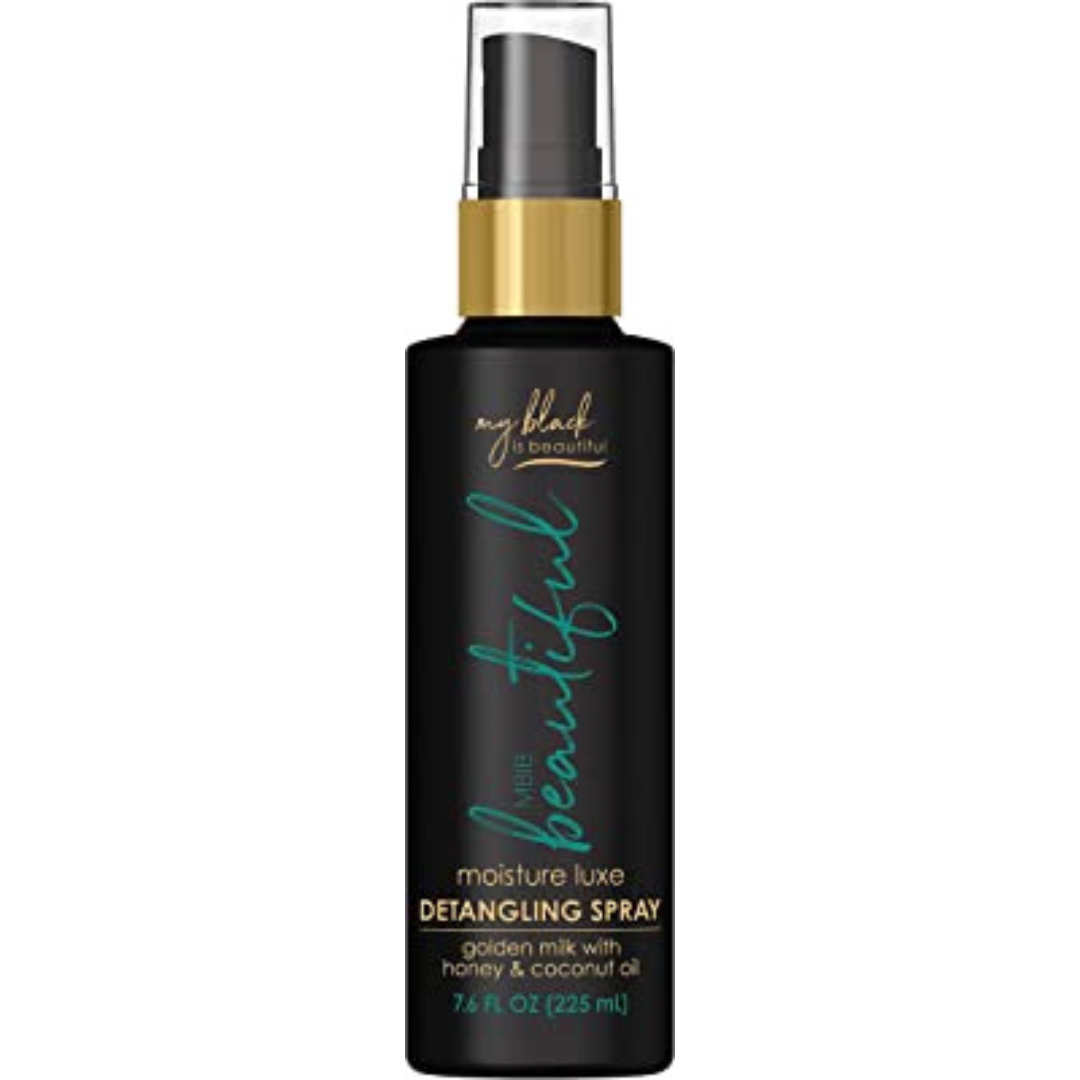 my black
is beautiful
MBIB
beautiful
moisture luxe
DETANGLING SPRAY
golden milk with
honey & coconut oil
7.6 FL OZ (225 mL)